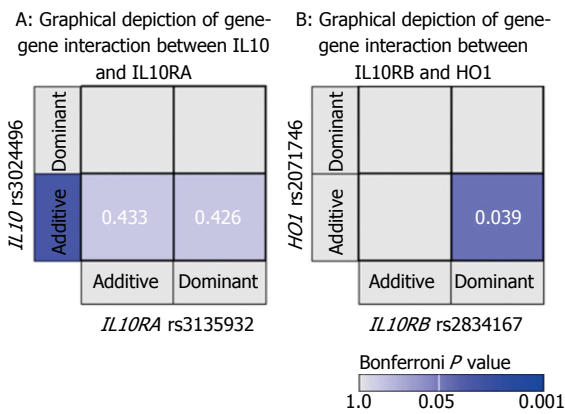 A: Graphical depiction of gene-
gene interaction between IL10
and IL10RA
IL10 rs3024496
Dominant
Additive
0.433
0.426
Additive
Dominant
IL10RA rs3135932
B: Graphical depiction of gene-
gene interaction between
IL10RB and HO1
HO1 rs2071746
Dominant
Additive
0.039
Additive
Dominant
IL10RB rs2834167
Bonferroni P value
1.0
0.05
0.001